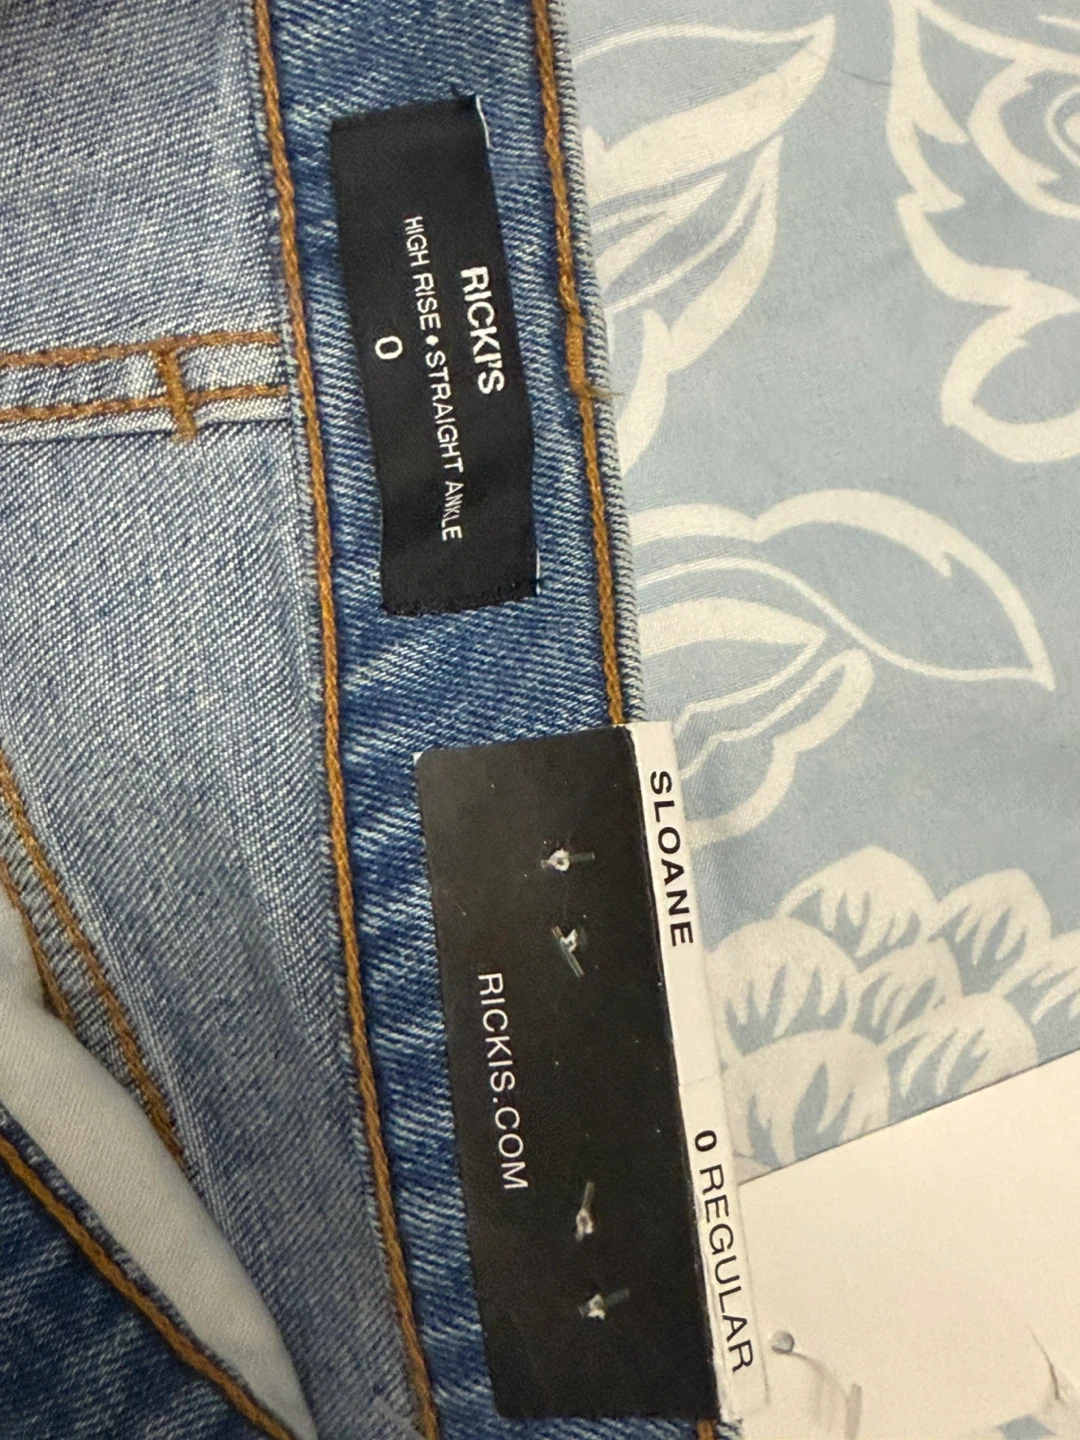 RICKI'S
HIGH RISE • STRAIGHT ANKLE
0
SLOANE 0 REGULAR
RICKIS.COM